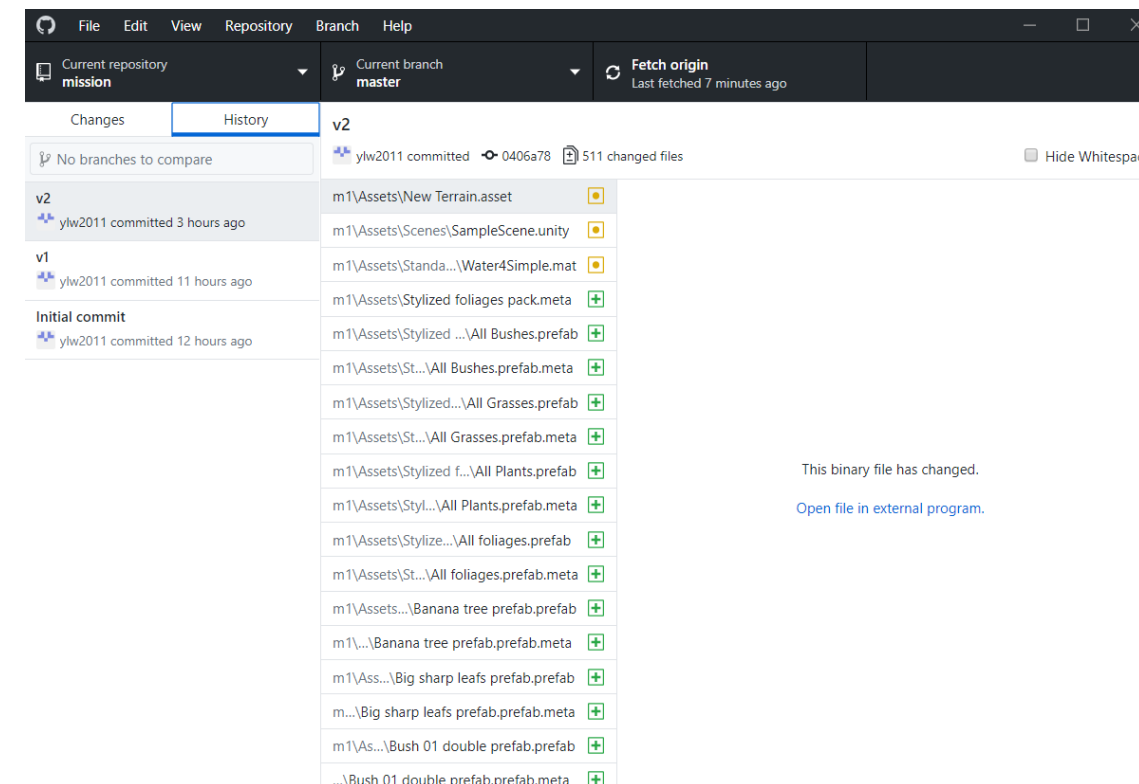 File Edit View Repository Branch Help
Current repository
mission
Current branch
master
Fetch origin
Last fetched 7 minutes ago
Changes History
No branches to compare
v2
ylw2011 committed 3 hours ago
v1
ylw2011 committed 11 hours ago
Initial commit
ylw2011 committed 12 hours ago
v2
ylw2011 committed 0406a78 511 changed files
Hide Whitespac
m1\Assets\New Terrain.asset
m1\Assets\Scenes\SampleScene.unity
m1\Assets\Standa...\Water4Simple.mat
m1\Assets\Stylized foliages pack.meta
m1\Assets\Stylized ...\All Bushes.prefab
m1\Assets\St...\All Bushes.prefab.meta
m1\Assets\Stylized...\All Grasses.prefab
m1\Assets\St...\All Grasses.prefab.meta
m1\Assets\Stylized f...\All Plants.prefab
m1\Assets\Styl...\All Plants.prefab.meta
m1\Assets\Stylize...\All foliages.prefab
m1\Assets\St...\All foliages.prefab.meta
m1\Assets...\Banana tree prefab.prefab
m1\...\Banana tree prefab.prefab.meta
m1\Ass...\Big sharp leafs prefab.prefab
m...\Big sharp leafs prefab.prefab.meta
m1\As...\Bush 01 double prefab.prefab
...\Bush 01 double prefab.prefab.meta
This binary file has changed.
Open file in external program.